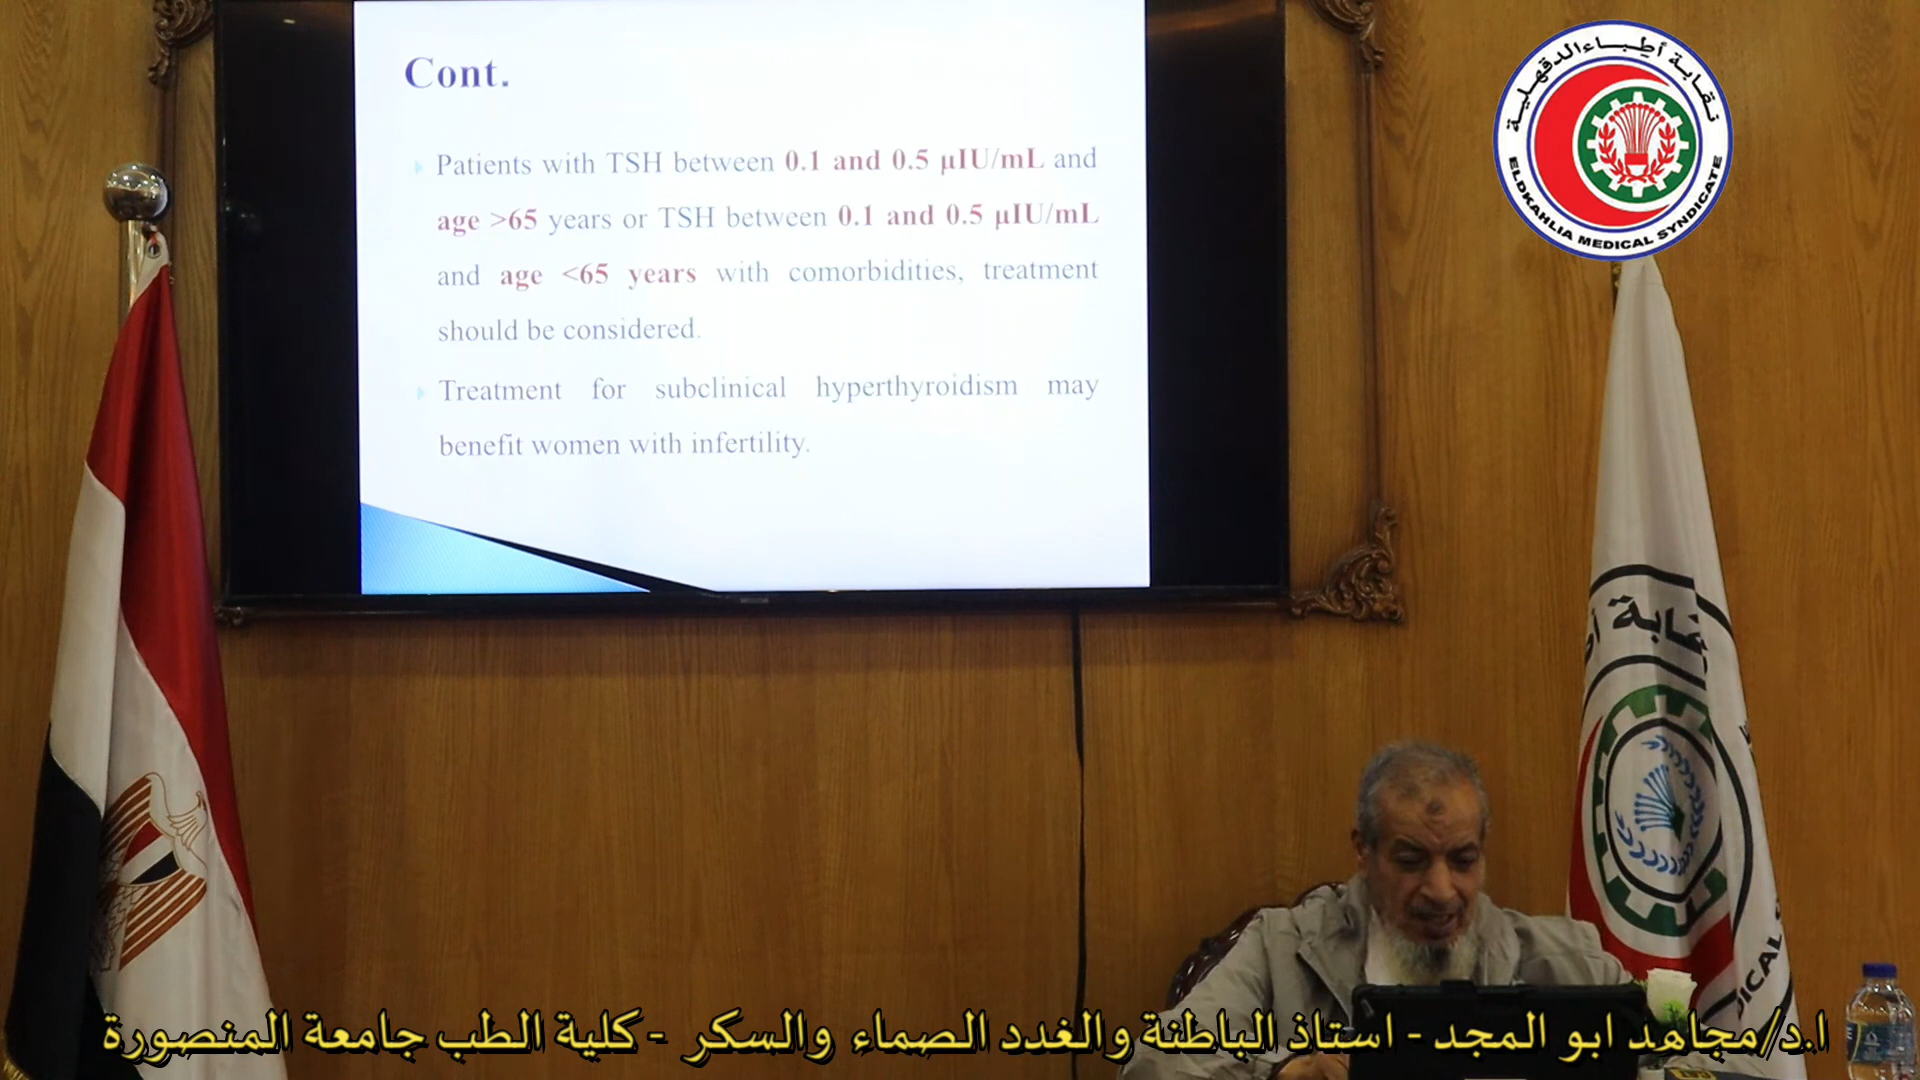 Cont.
Patients with TSH between 0.1 and 0.5 µIU/mL and
age >65 years or TSH between 0.1 and 0.5 µIU/mL
and age <65 years with comorbidities, treatment
should be considered.
Treatment for subclinical hyperthyroidism may
benefit women with infertility.
نقابة أطباء الدقهلية
ELDKAHLIA MEDICAL SYNDICATE
ا.د/مجاهد ابو المجد - استاذ الباطنة والغدد الصماء والسكر - كلية الطب جامعة المنصورة